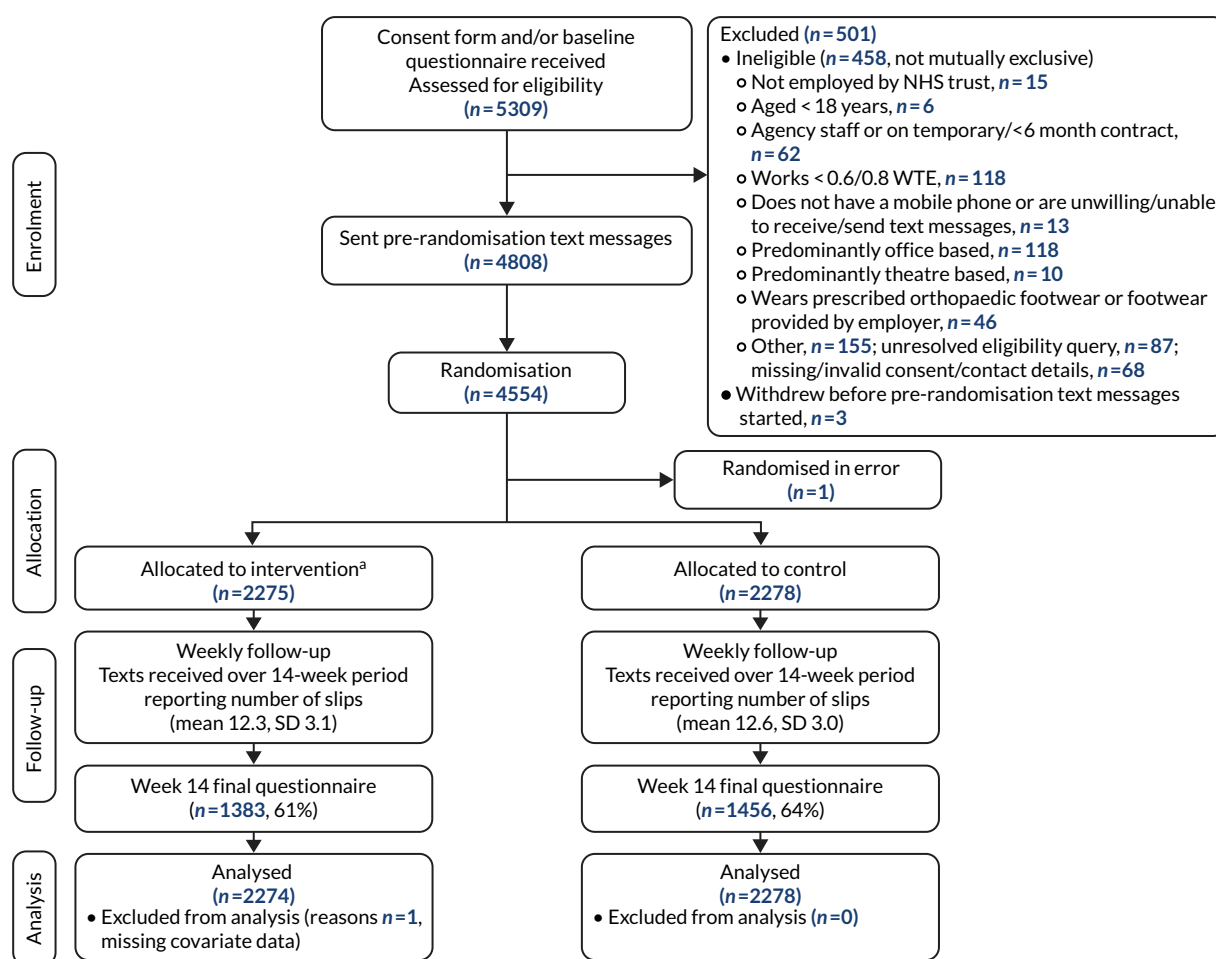 Consent form and/or baseline
questionnaire received
Assessed for eligibility
(n=5309)
Excluded (n=501)
• Ineligible (n=458, not mutually exclusive)
Not employed by NHS trust, n=15
Aged < 18 years, n=6
Agency staff or on temporary/<6 month contract,
n=62
Works < 0.6/0.8 WTE, n=118
Does not have a mobile phone or are unwilling/unable
to receive/send text messages, n=13
Predominantly office based, n=118
Predominantly theatre based, n=10
Wears prescribed orthopaedic footwear or footwear
provided by employer, n=46
Other, n=155; unresolved eligibility query, n=87;
missing/invalid consent/contact details, n=68
• Withdrew before pre-randomisation text messages
started, n=3
Enrolment
Sent pre-randomisation text messages
(n=4808)
Randomisation
(n=4554)
Allocation
Randomised in error
(n=1)
Allocated to interventionᵃ
(n=2275)
Allocated to control
(n=2278)
Follow-up
Weekly follow-up
Texts received over 14-week period
reporting number of slips
(mean 12.3, SD 3.1)
Weekly follow-up
Texts received over 14-week period
reporting number of slips
(mean 12.6, SD 3.0)
Week 14 final questionnaire
(n=1383, 61%)
Week 14 final questionnaire
(n=1456, 64%)
Analysis
Analysed
(n=2274)
• Excluded from analysis (reasons n=1,
missing covariate data)
Analysed
(n=2278)
• Excluded from analysis (n=0)